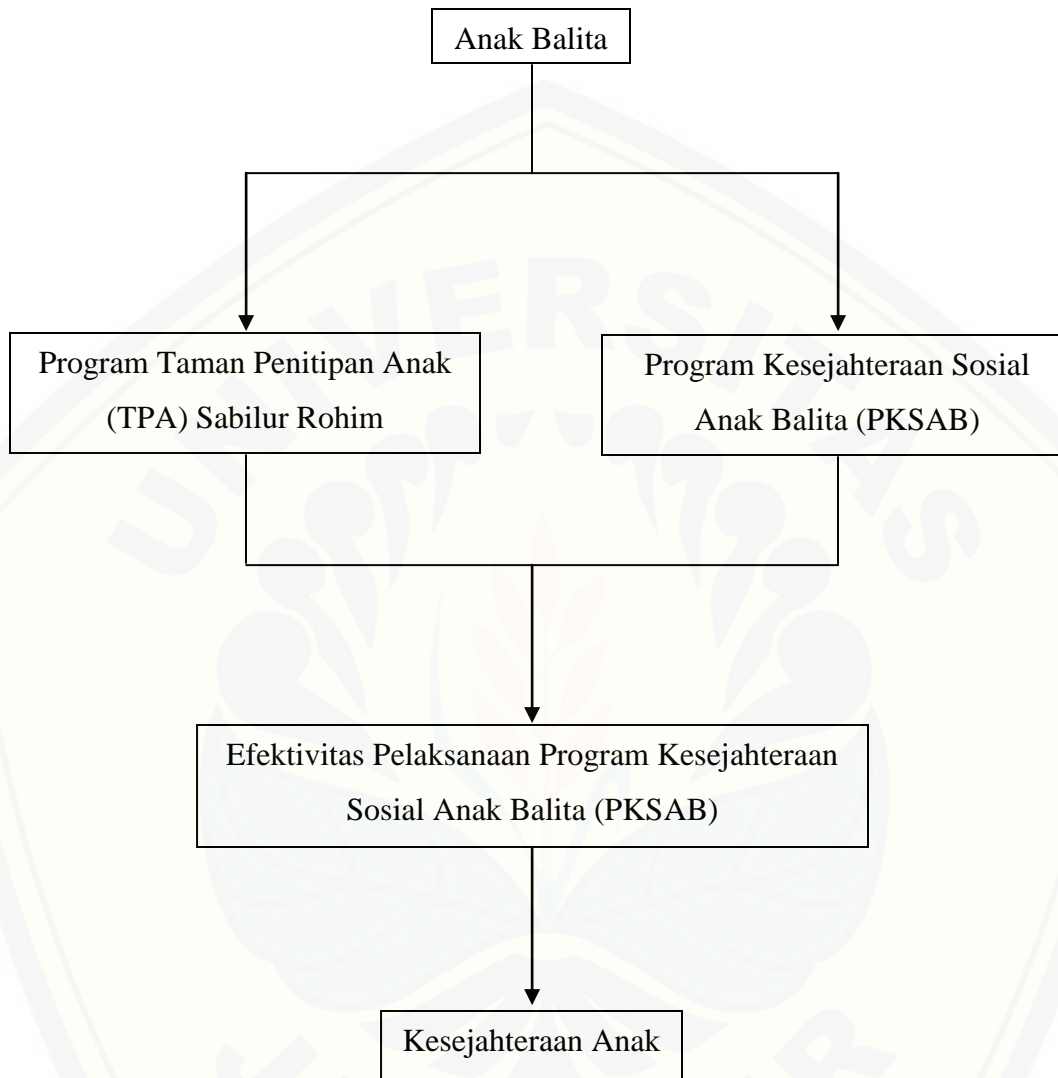 Anak Balita
UNIVERSITAS
Program Taman Penitipan Anak
(TPA) Sabilur Rohim
Program Kesejahteraan Sosial
Anak Balita (PKSAB)
Efektivitas Pelaksanaan Program Kesejahteraan
Sosial Anak Balita (PKSAB)
Kesejahteraan Anak